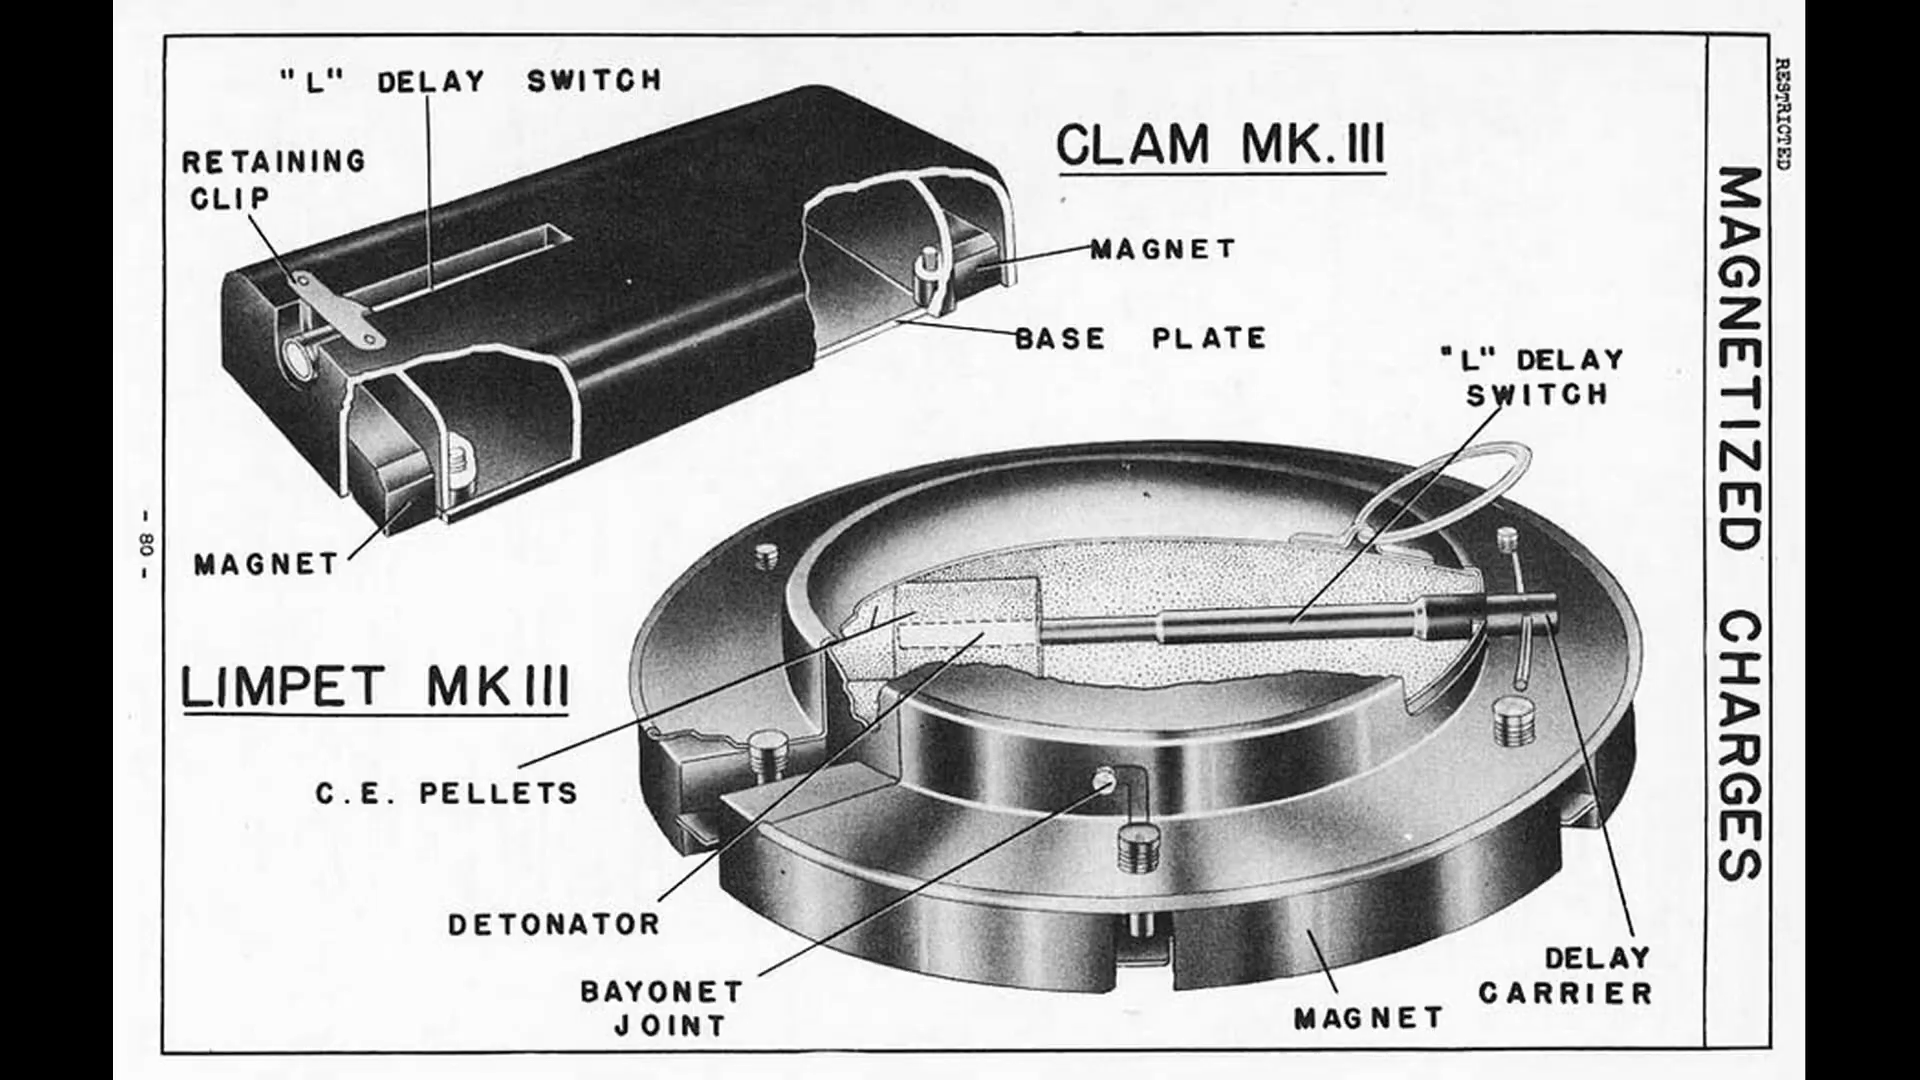 "L" DELAY SWITCH
RETAINING
CLIP
CLAM MK. III
MAGNET
BASE PLATE
MAGNET
"L" DELAY
SWITCH
LIMPET MK III
C.E. PELLETS
DETONATOR
BAYONET
JOINT
MAGNET
DELAY
CARRIER
RESTRICTED
MAGNETIZED CHARGES
- 80 -